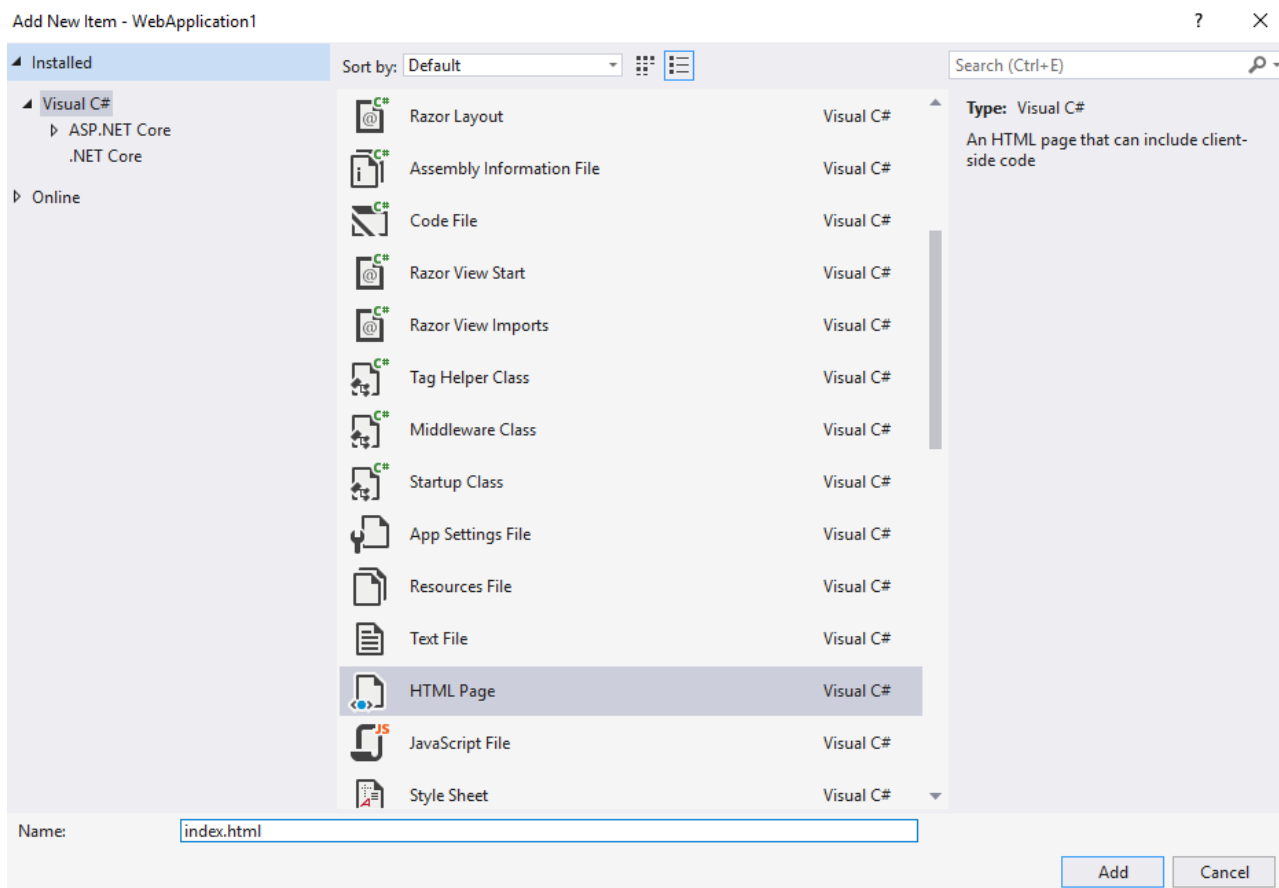 Add New Item - WebApplication1
?
Installed
Sort by: Default
Search (Ctrl+E)
Visual C#
ASP.NET Core
.NET Core
Online
Razor Layout Visual C#
Assembly Information File Visual C#
Code File Visual C#
Razor View Start Visual C#
Razor View Imports Visual C#
Tag Helper Class Visual C#
Middleware Class Visual C#
Startup Class Visual C#
App Settings File Visual C#
Resources File Visual C#
Text File Visual C#
HTML Page Visual C#
JavaScript File Visual C#
Style Sheet Visual C#
Type: Visual C#
An HTML page that can include client-
side code
Name: index.html
Add Cancel